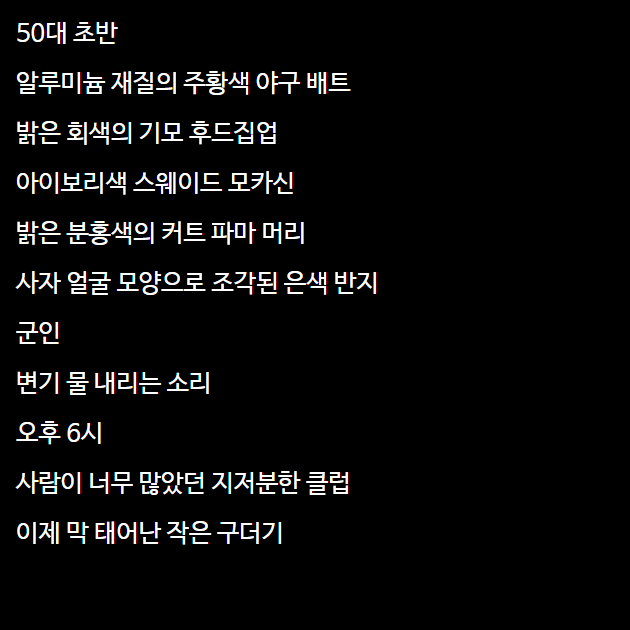 50대 초반
알루미늄 재질의 주황색 야구 배트
밝은 회색의 기모 후드집업
아이보리색 스웨이드 모카신
밝은 분홍색의 커트 파마 머리
사자 얼굴 모양으로 조각된 은색 반지
군인
변기 물 내리는 소리
오후 6시
사람이 너무 많았던 지저분한 클럽
이제 막 태어난 작은 구더기